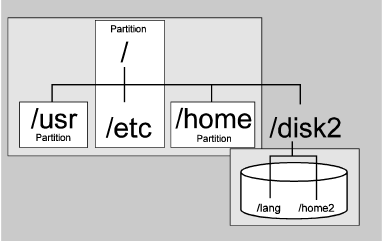 Partition
/
/usr
Partition
/etc
/home
Partition
/disk2
/lang
/home2